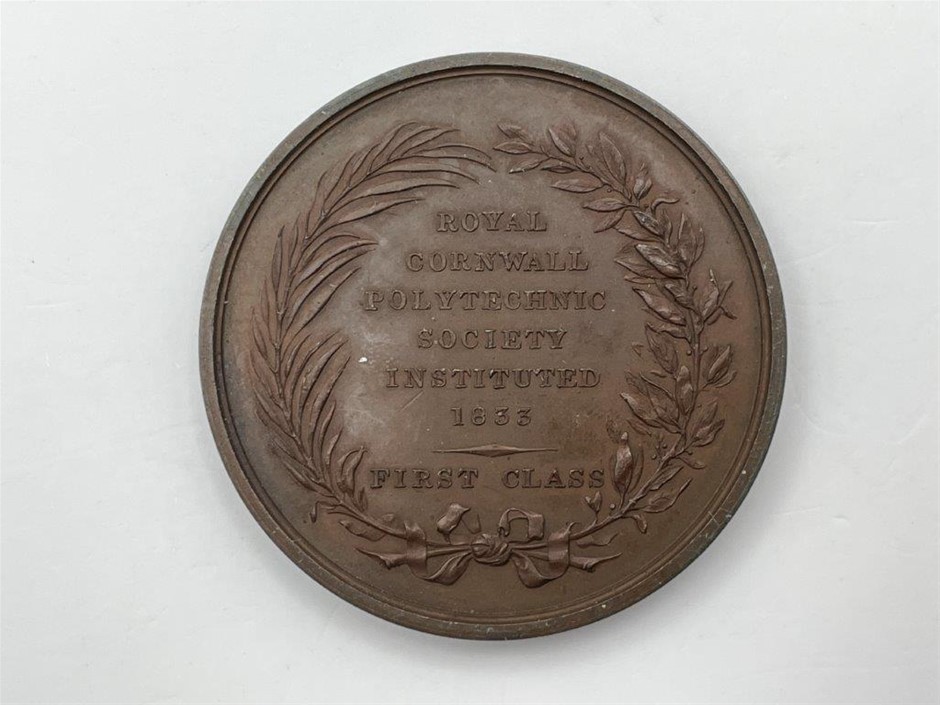 ROYAL
CORNWALL
POLYTECHNIC
SOCIETY
INSTITUTED
1833
FIRST CLASS